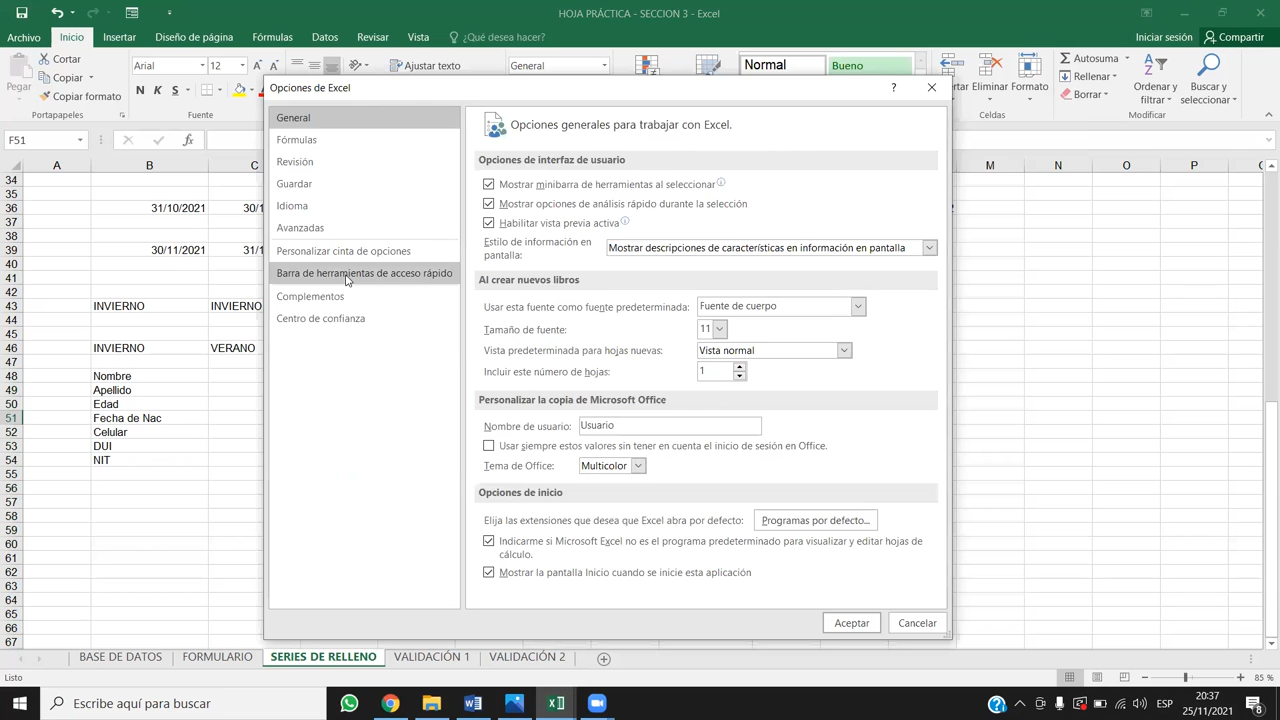 HOJA PRÁCTICA - SECCION 3 - Excel
Archivo Inicio Insertar Diseño de página Fórmulas Datos Revisar Vista ¿Qué desea hacer? Iniciar sesión Compartir
Pegar
Cortar
Copiar
Copiar formato
Portapapeles
Arial 12
N K S
Fuente
Ajustar texto
General
Normal Bueno
Eliminar Formato
Celdas
Autosuma
Rellenar
Borrar
Ordenar y filtrar
Buscar y seleccionar
Modificar
F51
A B C M N O P
34
35
36 31/10/2021
37
38
39 30/11/2021
40
41
42
43 INVIERNO INVIERNO
44
45
46 INVIERNO VERANO
47
48 Nombre
49 Apellido
50 Edad
51 Fecha de Nac
52 Celular
53 DUI
54 NIT
55
56
57
58
59
60
61
62
63
64
65
66
67
Opciones de Excel
General
Fórmulas
Revisión
Guardar
Idioma
Avanzadas
Personalizar cinta de opciones
Barra de herramientas de acceso rápido
Complementos
Centro de confianza
Opciones generales para trabajar con Excel.
Opciones de interfaz de usuario
Mostrar minibarra de herramientas al seleccionar
Mostrar opciones de análisis rápido durante la selección
Habilitar vista previa activa
Estilo de información en pantalla: Mostrar descripciones de características en información en pantalla
Al crear nuevos libros
Usar esta fuente como fuente predeterminada: Fuente de cuerpo
Tamaño de fuente: 11
Vista predeterminada para hojas nuevas: Vista normal
Incluir este número de hojas: 1
Personalizar la copia de Microsoft Office
Nombre de usuario: Usuario
Usar siempre estos valores sin tener en cuenta el inicio de sesión en Office.
Tema de Office: Multicolor
Opciones de inicio
Elija las extensiones que desea que Excel abra por defecto: Programas por defecto...
Indicarme si Microsoft Excel no es el programa predeterminado para visualizar y editar hojas de cálculo.
Mostrar la pantalla Inicio cuando se inicie esta aplicación
Aceptar Cancelar
BASE DE DATOS FORMULARIO SERIES DE RELLENO VALIDACIÓN 1 VALIDACIÓN 2
Listo 85 %
Escribe aquí para buscar
ESP
20:37
25/11/2021